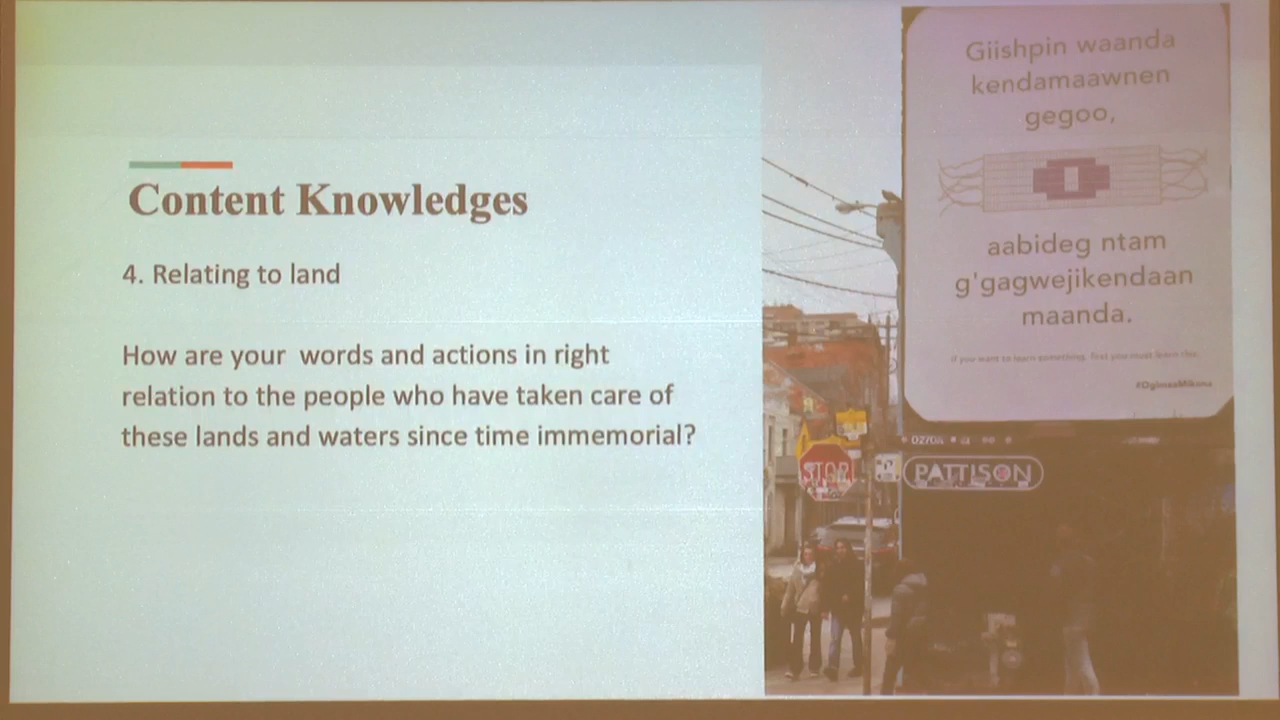 Content Knowledges
4. Relating to land
How are your words and actions in right
relation to the people who have taken care of
these lands and waters since time immemorial?
Giishpin waanda
kendamaawnen
gegoo,
aabideg ntam
g'gagwejikendaan
maanda.
If you want to learn something, first you must learn this.
#OgimaaMikana
STOP
PATTISON